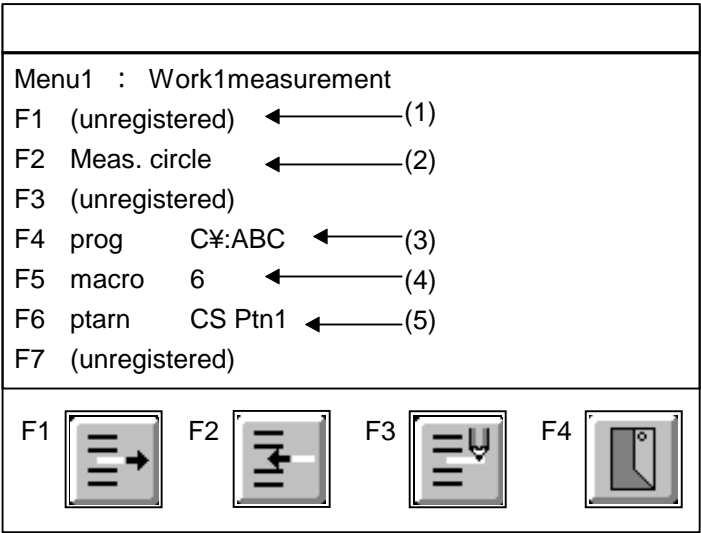 Menu1 : Work1measurement
F1 (unregistered) (1)
F2 Meas. circle (2)
F3 (unregistered)
F4 prog C¥:ABC (3)
F5 macro 6 (4)
F6 ptarn CS Ptn1 (5)
F7 (unregistered)
F1 F2 F3 F4